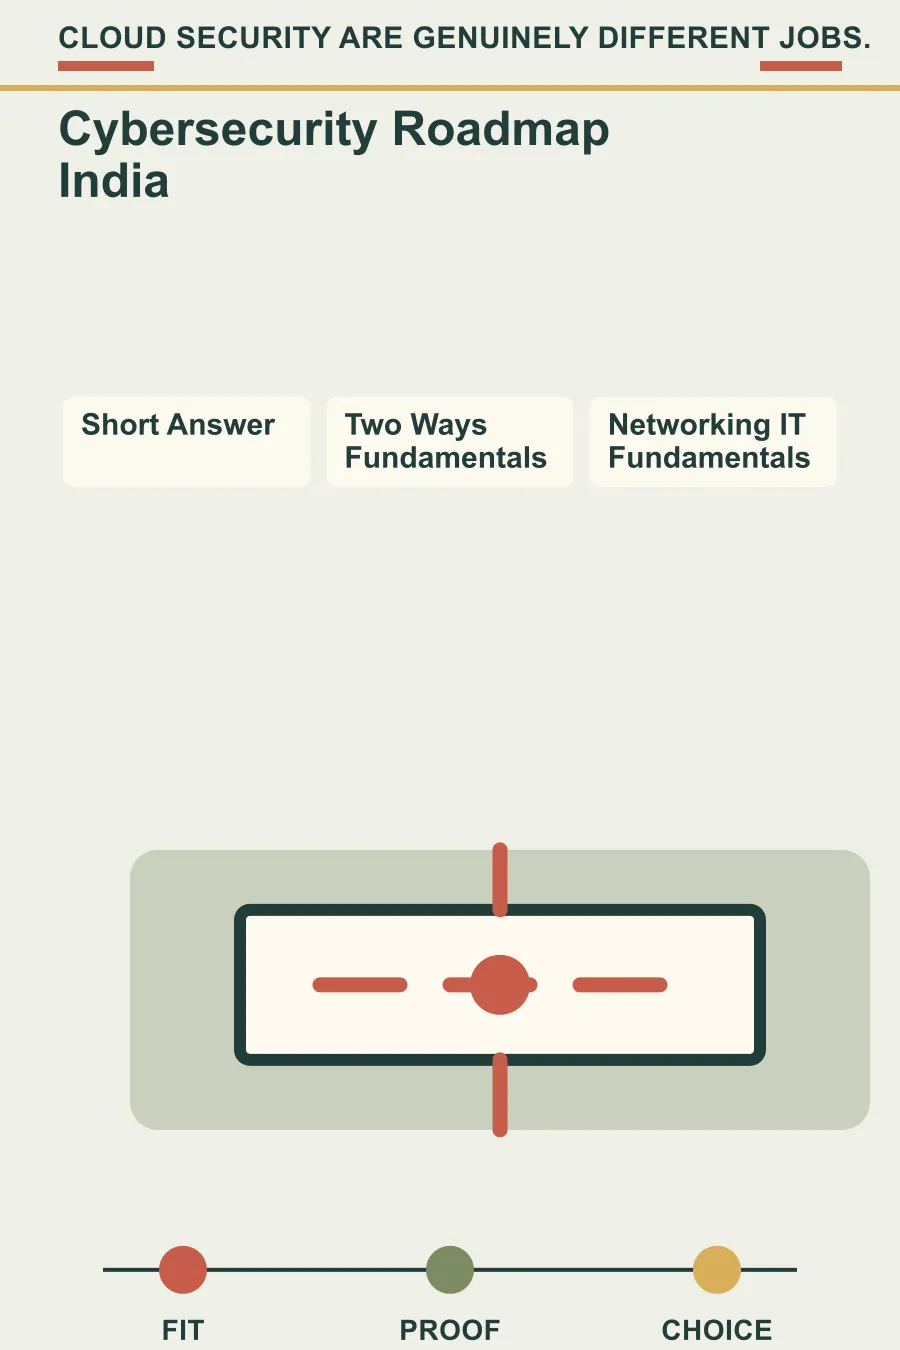 CLOUD SECURITY ARE GENUINELY DIFFERENT JOBS.
Cybersecurity Roadmap
India
Short Answer
Two Ways
Fundamentals
Networking IT
Fundamentals
FIT
PROOF
CHOICE